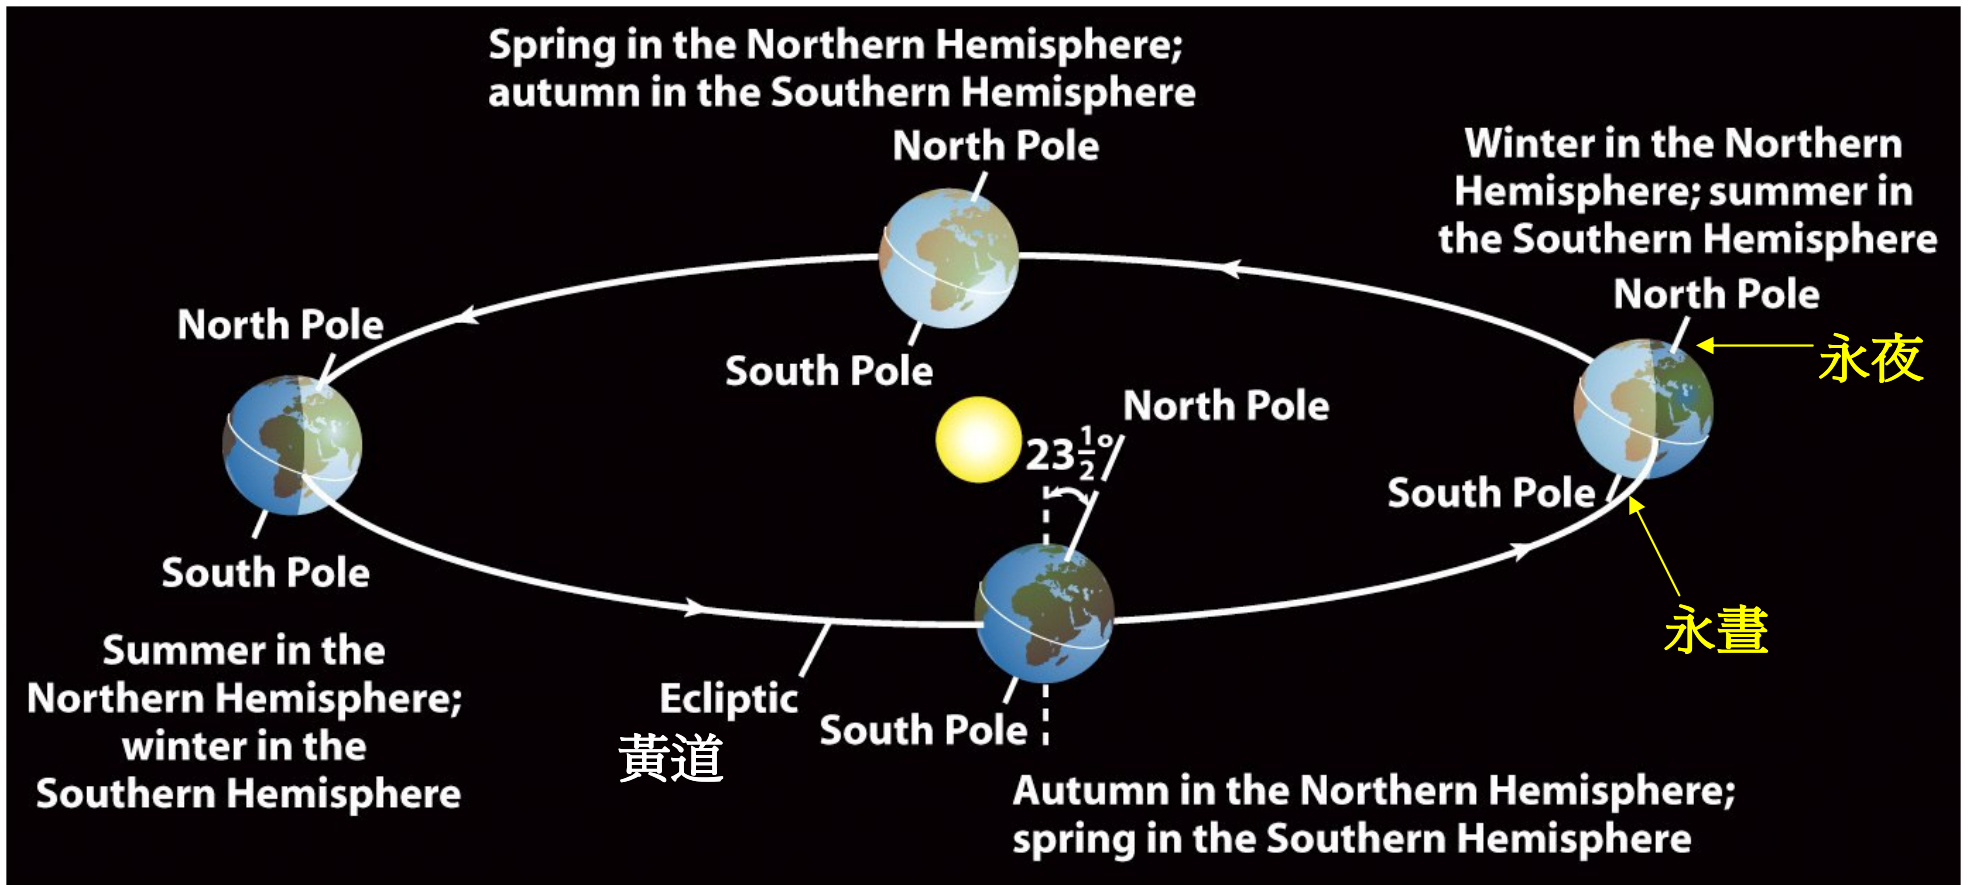 Spring in the Northern Hemisphere;
autumn in the Southern Hemisphere
North Pole
South Pole
Winter in the Northern
Hemisphere; summer in
the Southern Hemisphere
North Pole
永夜
South Pole
永晝
North Pole
South Pole
Summer in the
Northern Hemisphere;
winter in the
Southern Hemisphere
North Pole
23 1/2°
South Pole
Ecliptic
黃道
Autumn in the Northern Hemisphere;
spring in the Southern Hemisphere